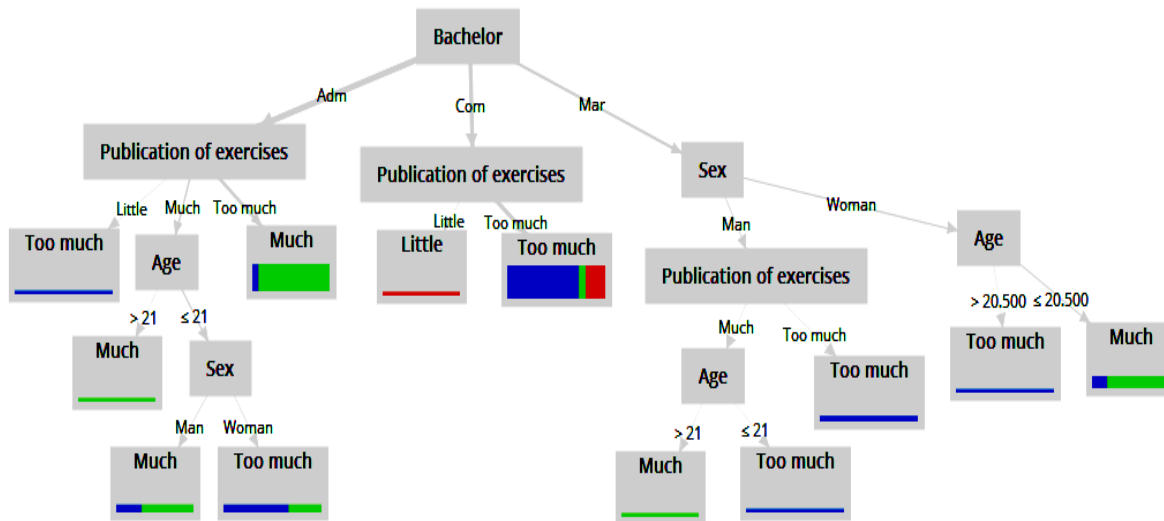 Bachelor
Adm
Com
Mar
Publication of exercises
Publication of exercises
Sex
Little
Much
Too much
Little
Too much
Man
Woman
Too much
Age
Much
Little
Too much
Publication of exercises
Age
> 21
≤ 21
Much
Too much
> 20.500
≤ 20.500
Much
Sex
Age
Too much
Too much
Much
Man
Woman
> 21
≤ 21
Much
Too much
Much
Too much